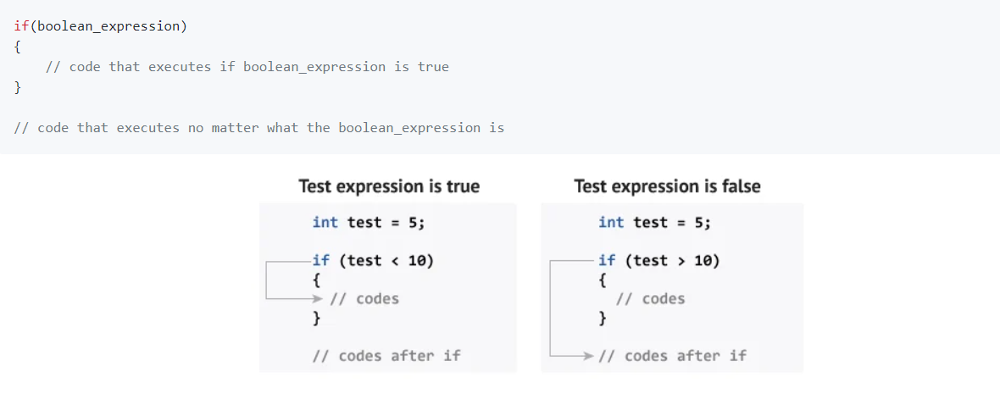 if(boolean_expression)
{
// code that executes if boolean_expression is true
}
// code that executes no matter what the boolean_expression is
Test expression is true
int test = 5;
if (test < 10)
{
// codes
}
// codes after if
Test expression is false
int test = 5;
if (test > 10)
{
// codes
}
// codes after if